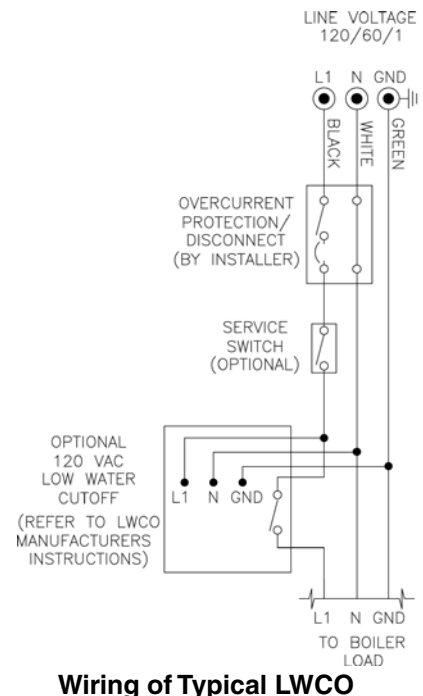 LINE VOLTAGE
120/60/1
L1 N GND
BLACK
WHITE
GREEN
OVERCURRENT
PROTECTION/
DISCONNECT
(BY INSTALLER)
SERVICE
SWITCH
(OPTIONAL)
OPTIONAL
120 VAC
LOW WATER
CUTOFF
(REFER TO LWCO
MANUFACTURERS
INSTRUCTIONS)
L1 N GND
L1 N GND
TO BOILER
LOAD
Wiring of Typical LWCO